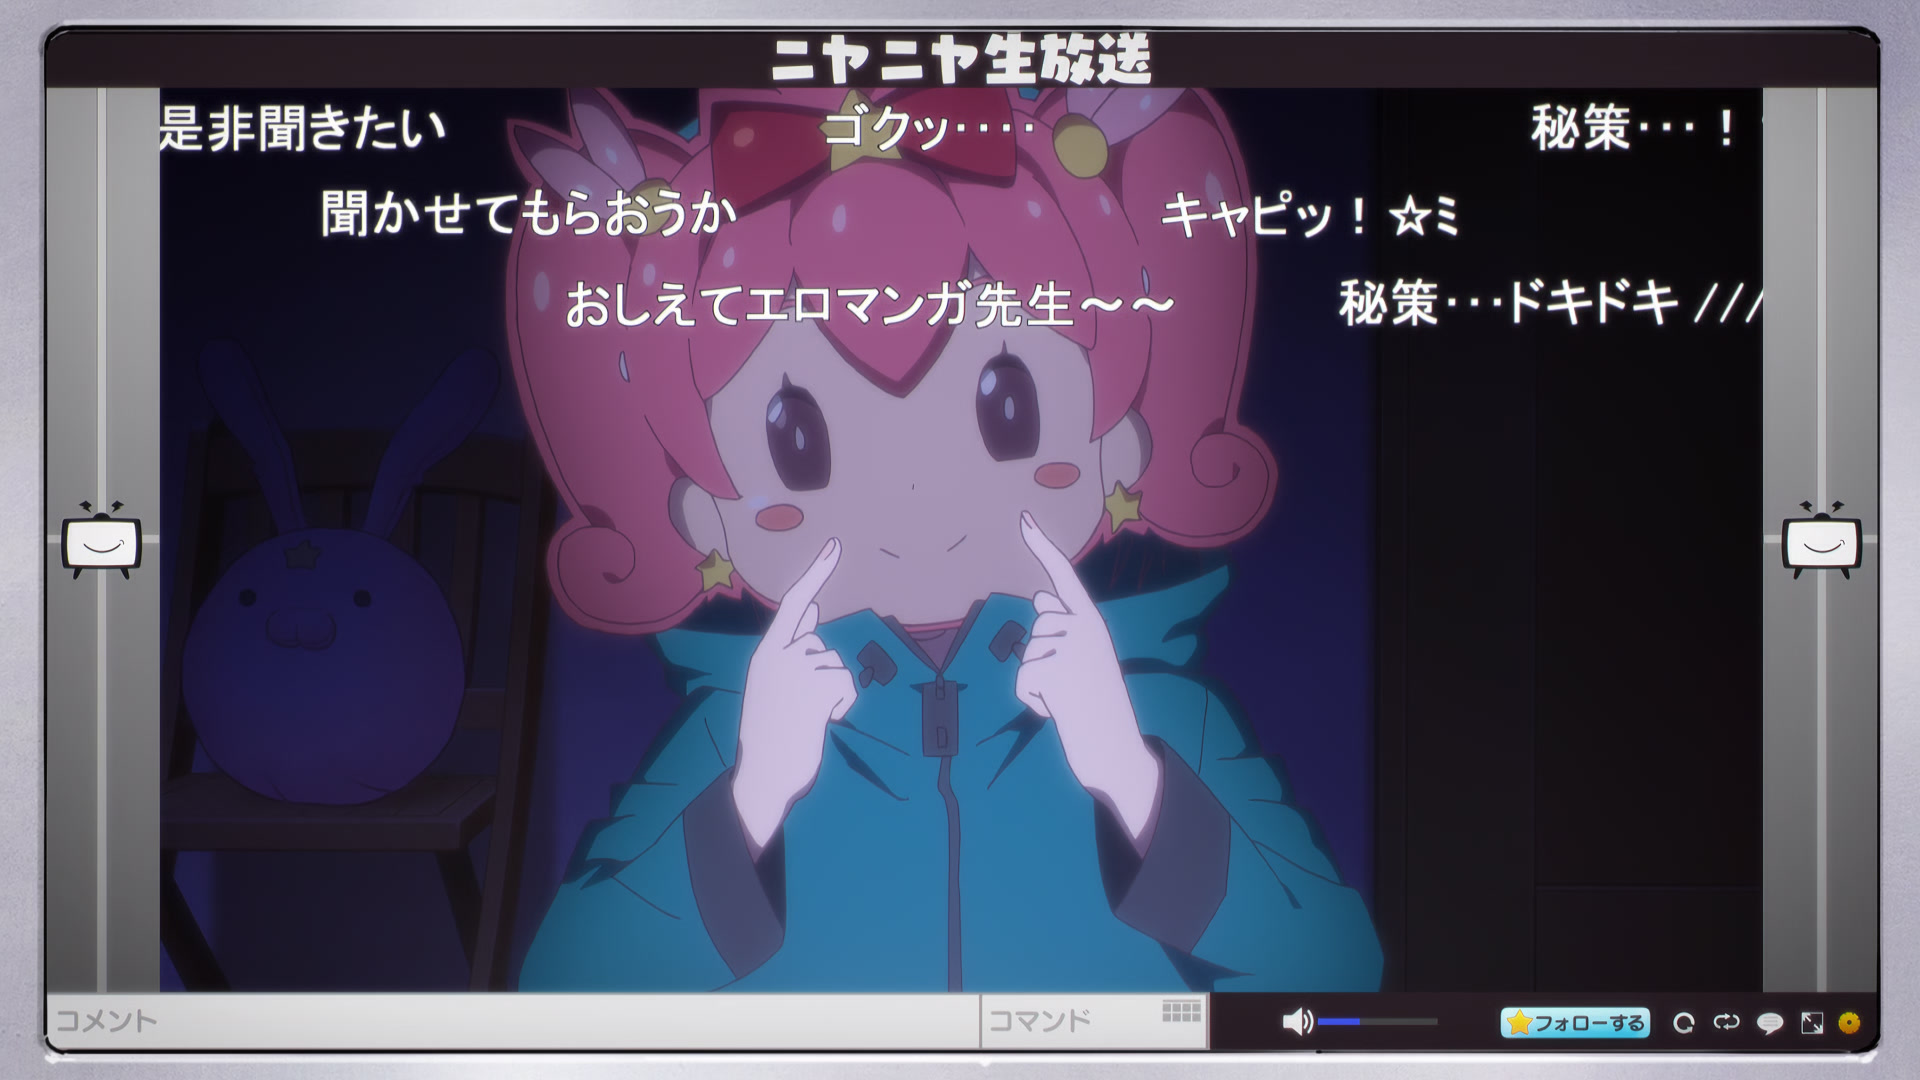 ニヤニヤ生放送
是非聞きたい
ゴクッ‥‥
秘策…！
聞かせてもらおうか
キャピッ！☆ミ
おしえてエロマンガ先生～～
秘策…ドキドキ///
コメント
コマンド
フォローする